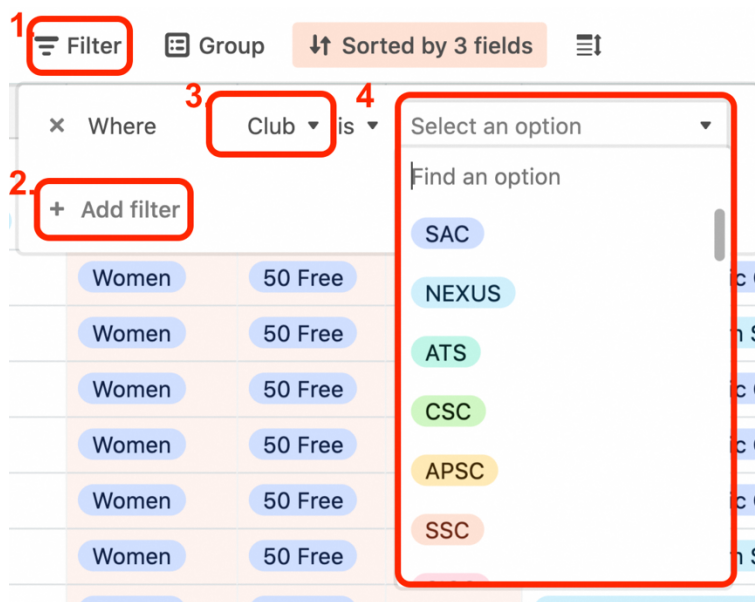 1.
Filter Group Sorted by 3 fields
3. 4
Where Club is Select an option
2.
Find an option
+ Add filter
SAC
Women 50 Free
NEXUS
Women 50 Free
ATS
Women 50 Free
CSC
Women 50 Free
APSC
Women 50 Free
SSC
Women 50 Free